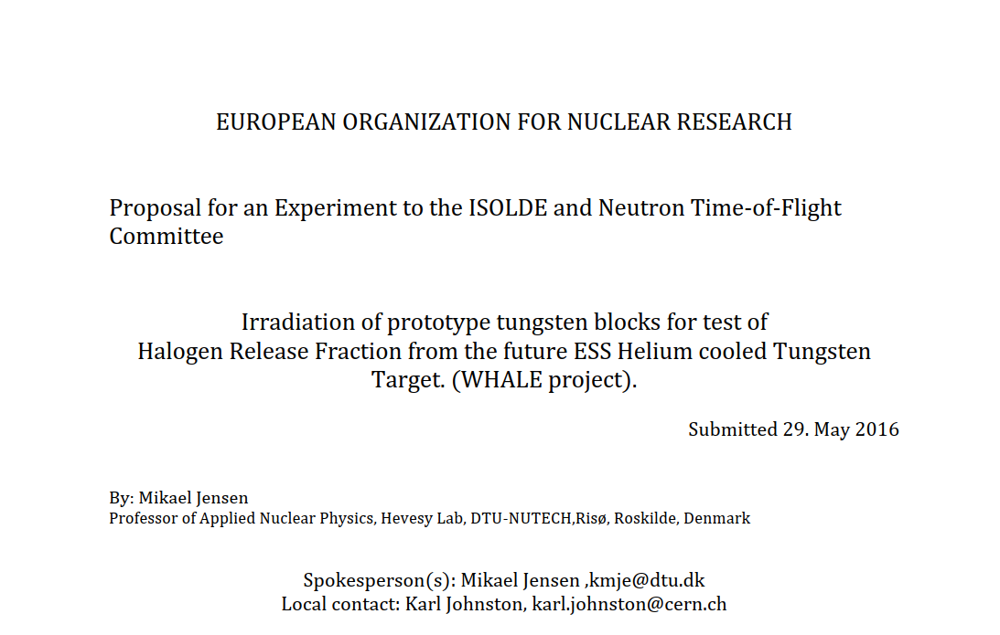 EUROPEAN ORGANIZATION FOR NUCLEAR RESEARCH
Proposal for an Experiment to the ISOLDE and Neutron Time-of-Flight
Committee
Irradiation of prototype tungsten blocks for test of
Halogen Release Fraction from the future ESS Helium cooled Tungsten
Target. (WHALE project).
Submitted 29. May 2016
By: Mikael Jensen
Professor of Applied Nuclear Physics, Hevesy Lab, DTU-NUTECH,Risø, Roskilde, Denmark
Spokesperson(s): Mikael Jensen ,kmje@dtu.dk
Local contact: Karl Johnston, karl.johnston@cern.ch